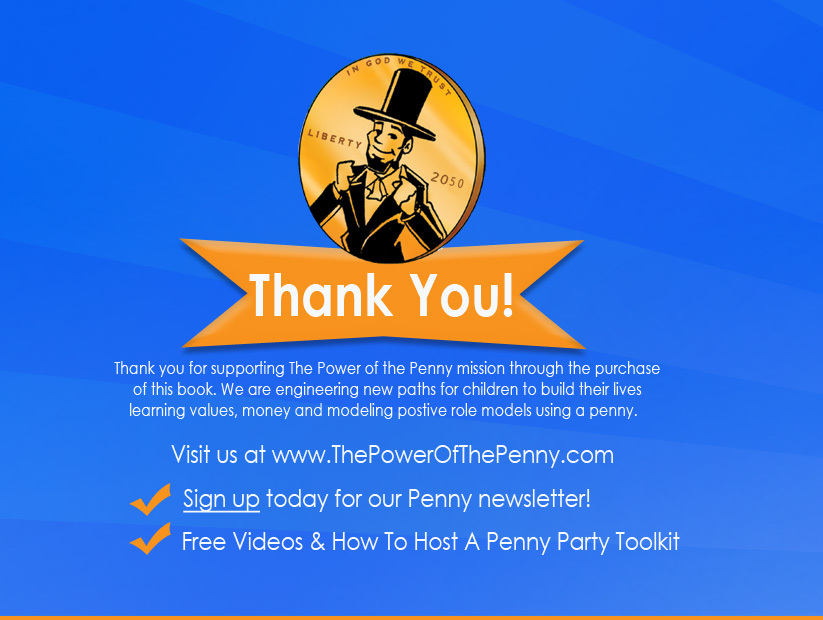 IN GOD WE TRUST
LIBERTY
2050
Thank You!
Thank you for supporting The Power of the Penny mission through the purchase
of this book. We are engineering new paths for children to build their lives
learning values, money and modeling postive role models using a penny.
Visit us at www.ThePowerOfThePenny.com
Sign up today for our Penny newsletter!
Free Videos & How To Host A Penny Party Toolkit